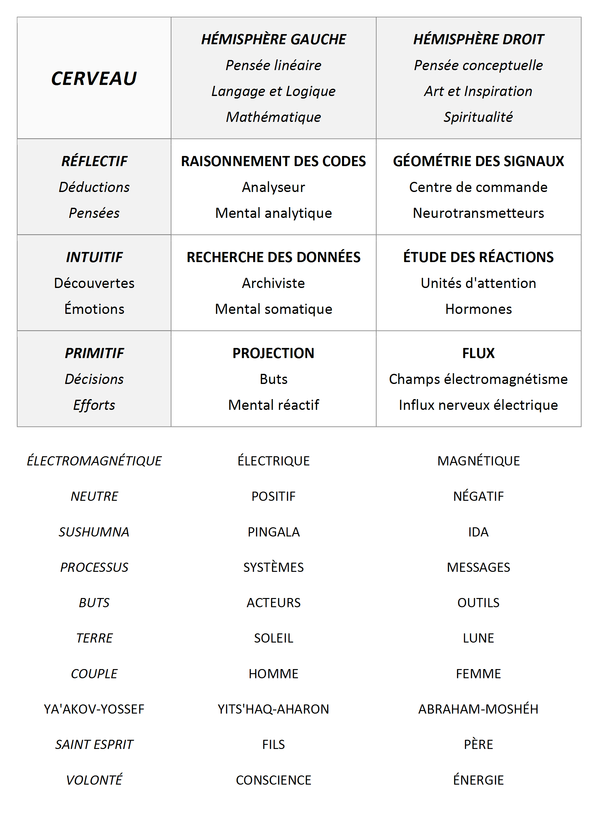 CERVEAU
HÉMISPHÈRE GAUCHE
Pensée linéaire
Langage et Logique
Mathématique
HÉMISPHÈRE DROIT
Pensée conceptuelle
Art et Inspiration
Spiritualité
RÉFLECTIF
Déductions
Pensées
RAISONNEMENT DES CODES
Analyseur
Mental analytique
GÉOMÉTRIE DES SIGNAUX
Centre de commande
Neurotransmetteurs
INTUITIF
Découvertes
Émotions
RECHERCHE DES DONNÉES
Archiviste
Mental somatique
ÉTUDE DES RÉACTIONS
Unités d'attention
Hormones
PRIMITIF
Décisions
Efforts
PROJECTION
Buts
Mental réactif
FLUX
Champs électromagnétisme
Influx nerveux électrique
ÉLECTROMAGNÉTIQUE ÉLECTRIQUE MAGNÉTIQUE
NEUTRE POSITIF NÉGATIF
SUSHUMNA PINGALA IDA
PROCESSUS SYSTÈMES MESSAGES
BUTS ACTEURS OUTILS
TERRE SOLEIL LUNE
COUPLE HOMME FEMME
YA'AKOV-YOSSEF YITS'HAQ-AHARON ABRAHAM-MOSHÉH
SAINT ESPRIT FILS PÈRE
VOLONTÉ CONSCIENCE ÉNERGIE